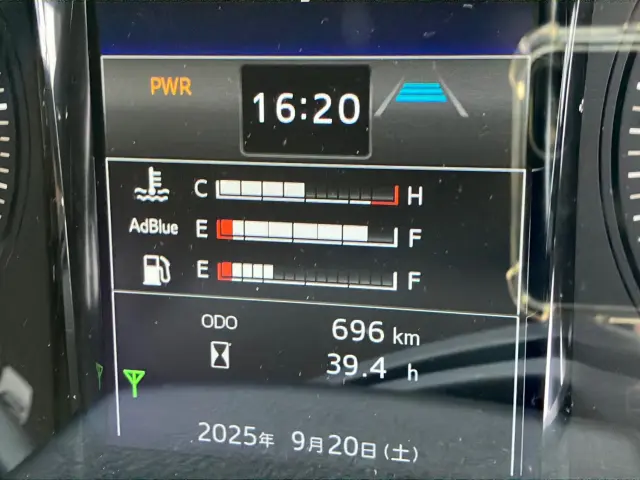 PWR 16:20
C H
AdBlue E F
E F
ODO 696 km
39.4 h
2025年 9月20日(土)